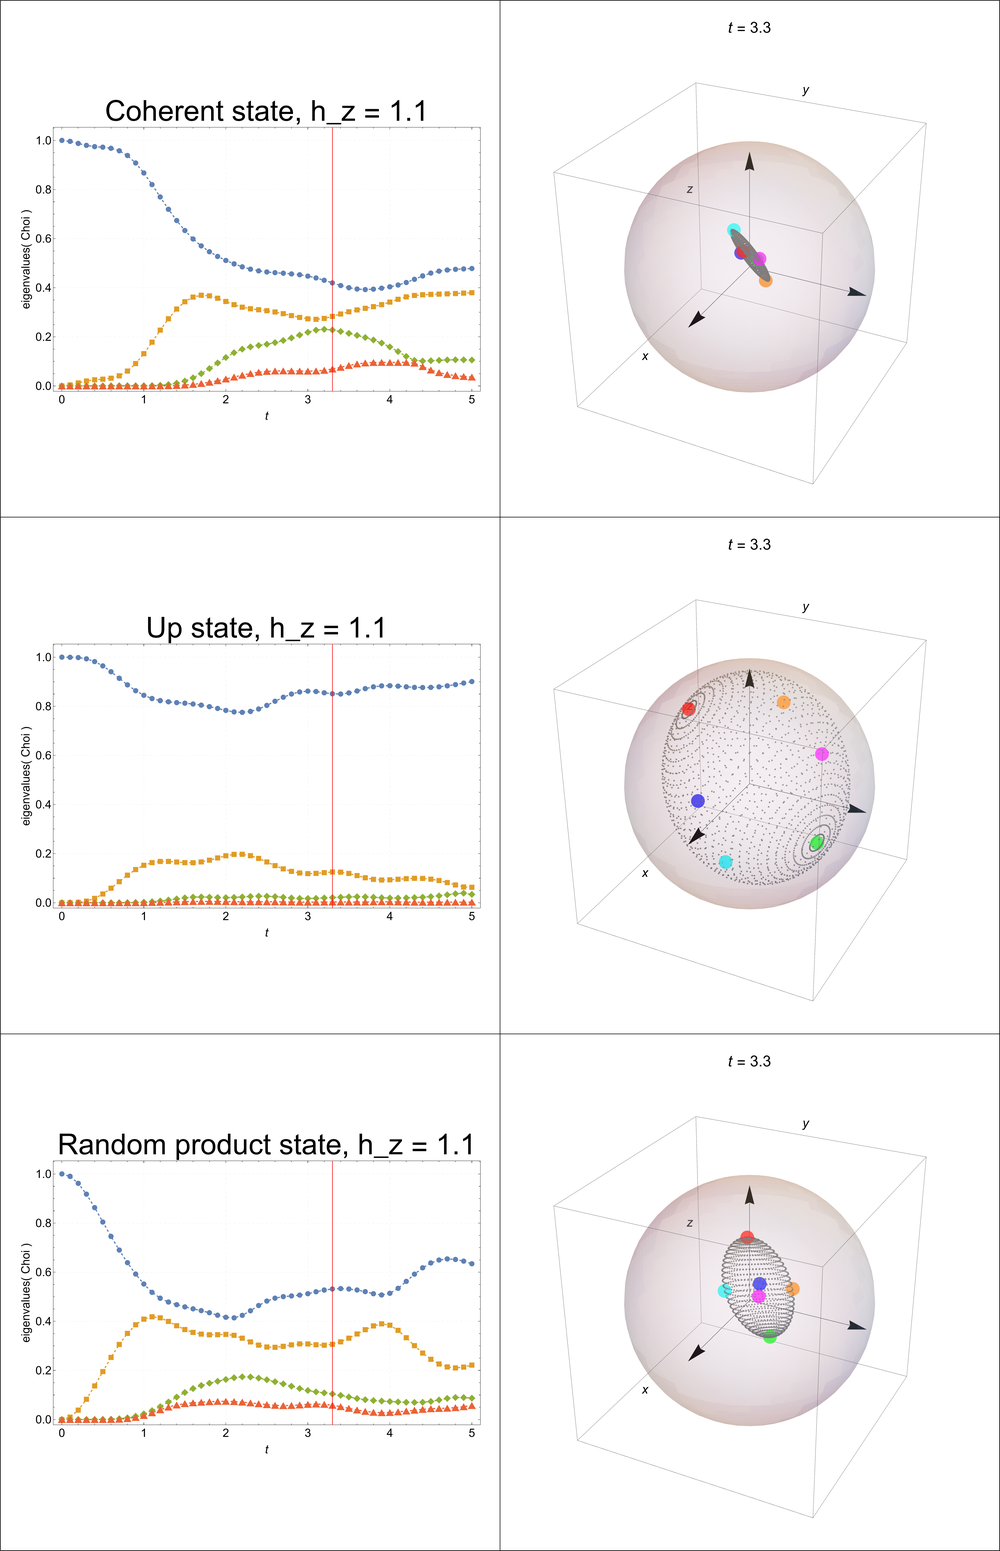 t = 3.3
y
Coherent state, h_z = 1.1
1.0
0.8
0.6
0.4
0.2
0.0
eigenvalues( Choi )
0 1 2 3 4 5
t
z
x
t = 3.3
y
Up state, h_z = 1.1
1.0
0.8
0.6
0.4
0.2
0.0
eigenvalues( Choi )
0 1 2 3 4 5
t
z
x
t = 3.3
y
Random product state, h_z = 1.1
1.0
0.8
0.6
0.4
0.2
0.0
eigenvalues( Choi )
0 1 2 3 4 5
t
z
x